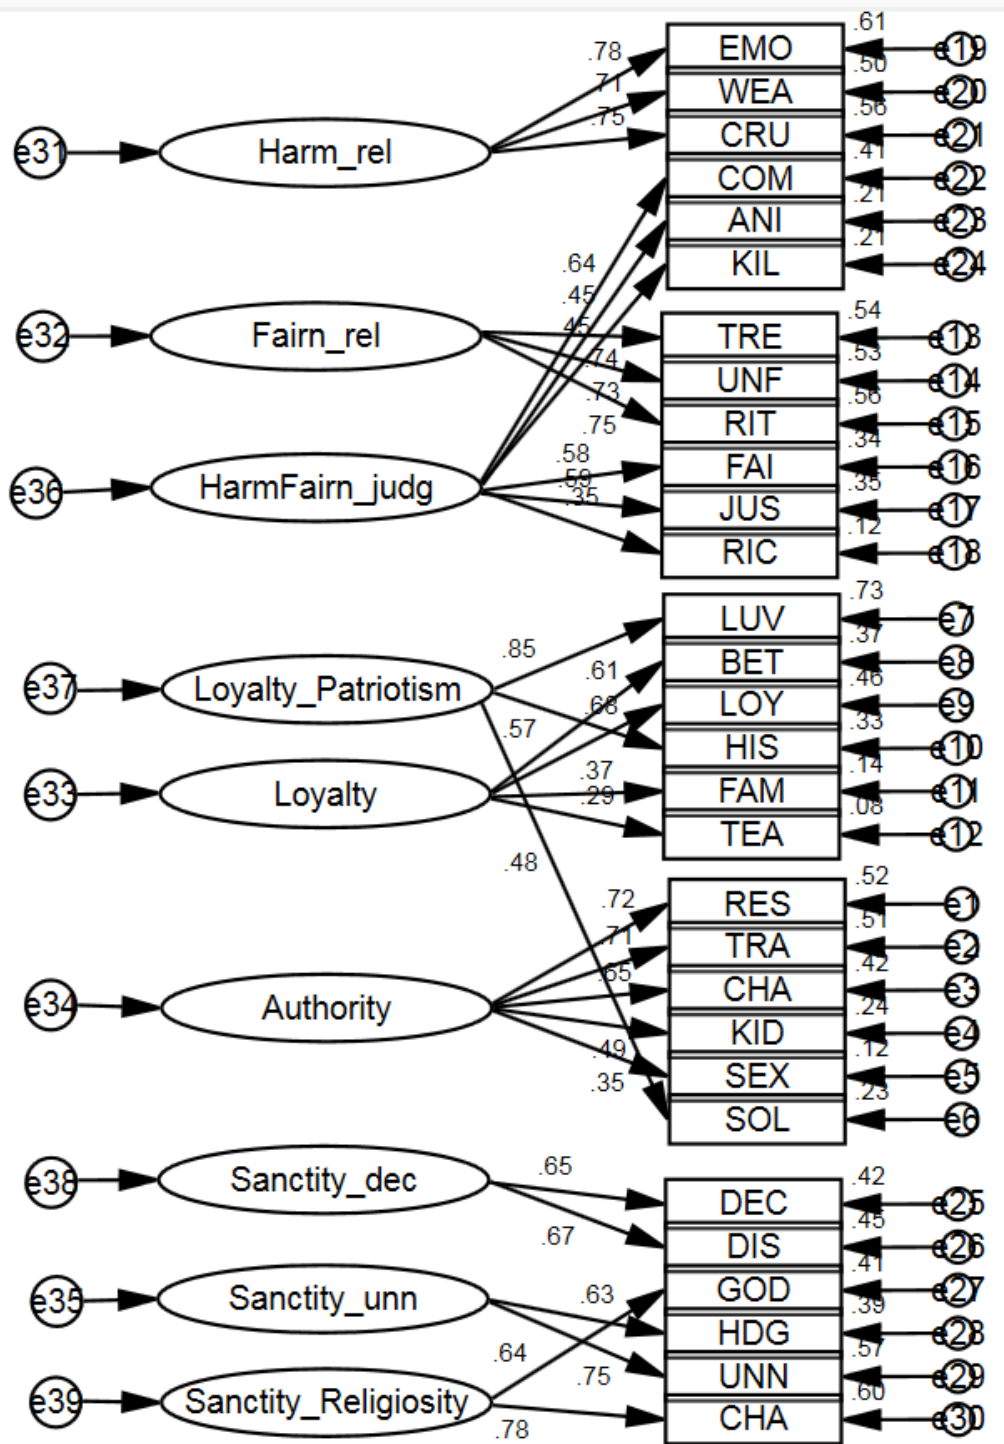 .61
EMO
e19
.78
.50
WEA
e20
.71
.56
CRU
e21
.75
e31
Harm_rel
.41
COM
e22
.21
ANI
e23
.21
KIL
e24
.64
.45
.45
.54
e32
Fairn_rel
TRE
e13
.74
.53
UNF
e14
.73
.56
RIT
e15
.75
.34
.58
FAI
e16
.59
.35
.35
e36
HarmFairn_judg
JUS
e17
.12
RIC
e18
.73
LUV
e7
.85
.37
BET
e8
.61
.46
e37
Loyalty_Patriotism
LOY
e9
.68
.33
.57
HIS
e10
.14
.37
e33
Loyalty
FAM
e11
.29
.08
TEA
e12
.48
.52
.72
RES
e1
.51
.71
TRA
e2
.42
.65
CHA
e3
e34
Authority
.24
KID
e4
.49
.12
SEX
e5
.35
.23
SOL
e6
.65
.42
e38
Sanctity_dec
DEC
e25
.45
.67
DIS
e26
.41
.63
GOD
e27
e35
Sanctity_unn
.39
HDG
e28
.64
.57
.75
UNN
e29
.60
e39
Sanctity_Religiosity
CHA
e30
.78